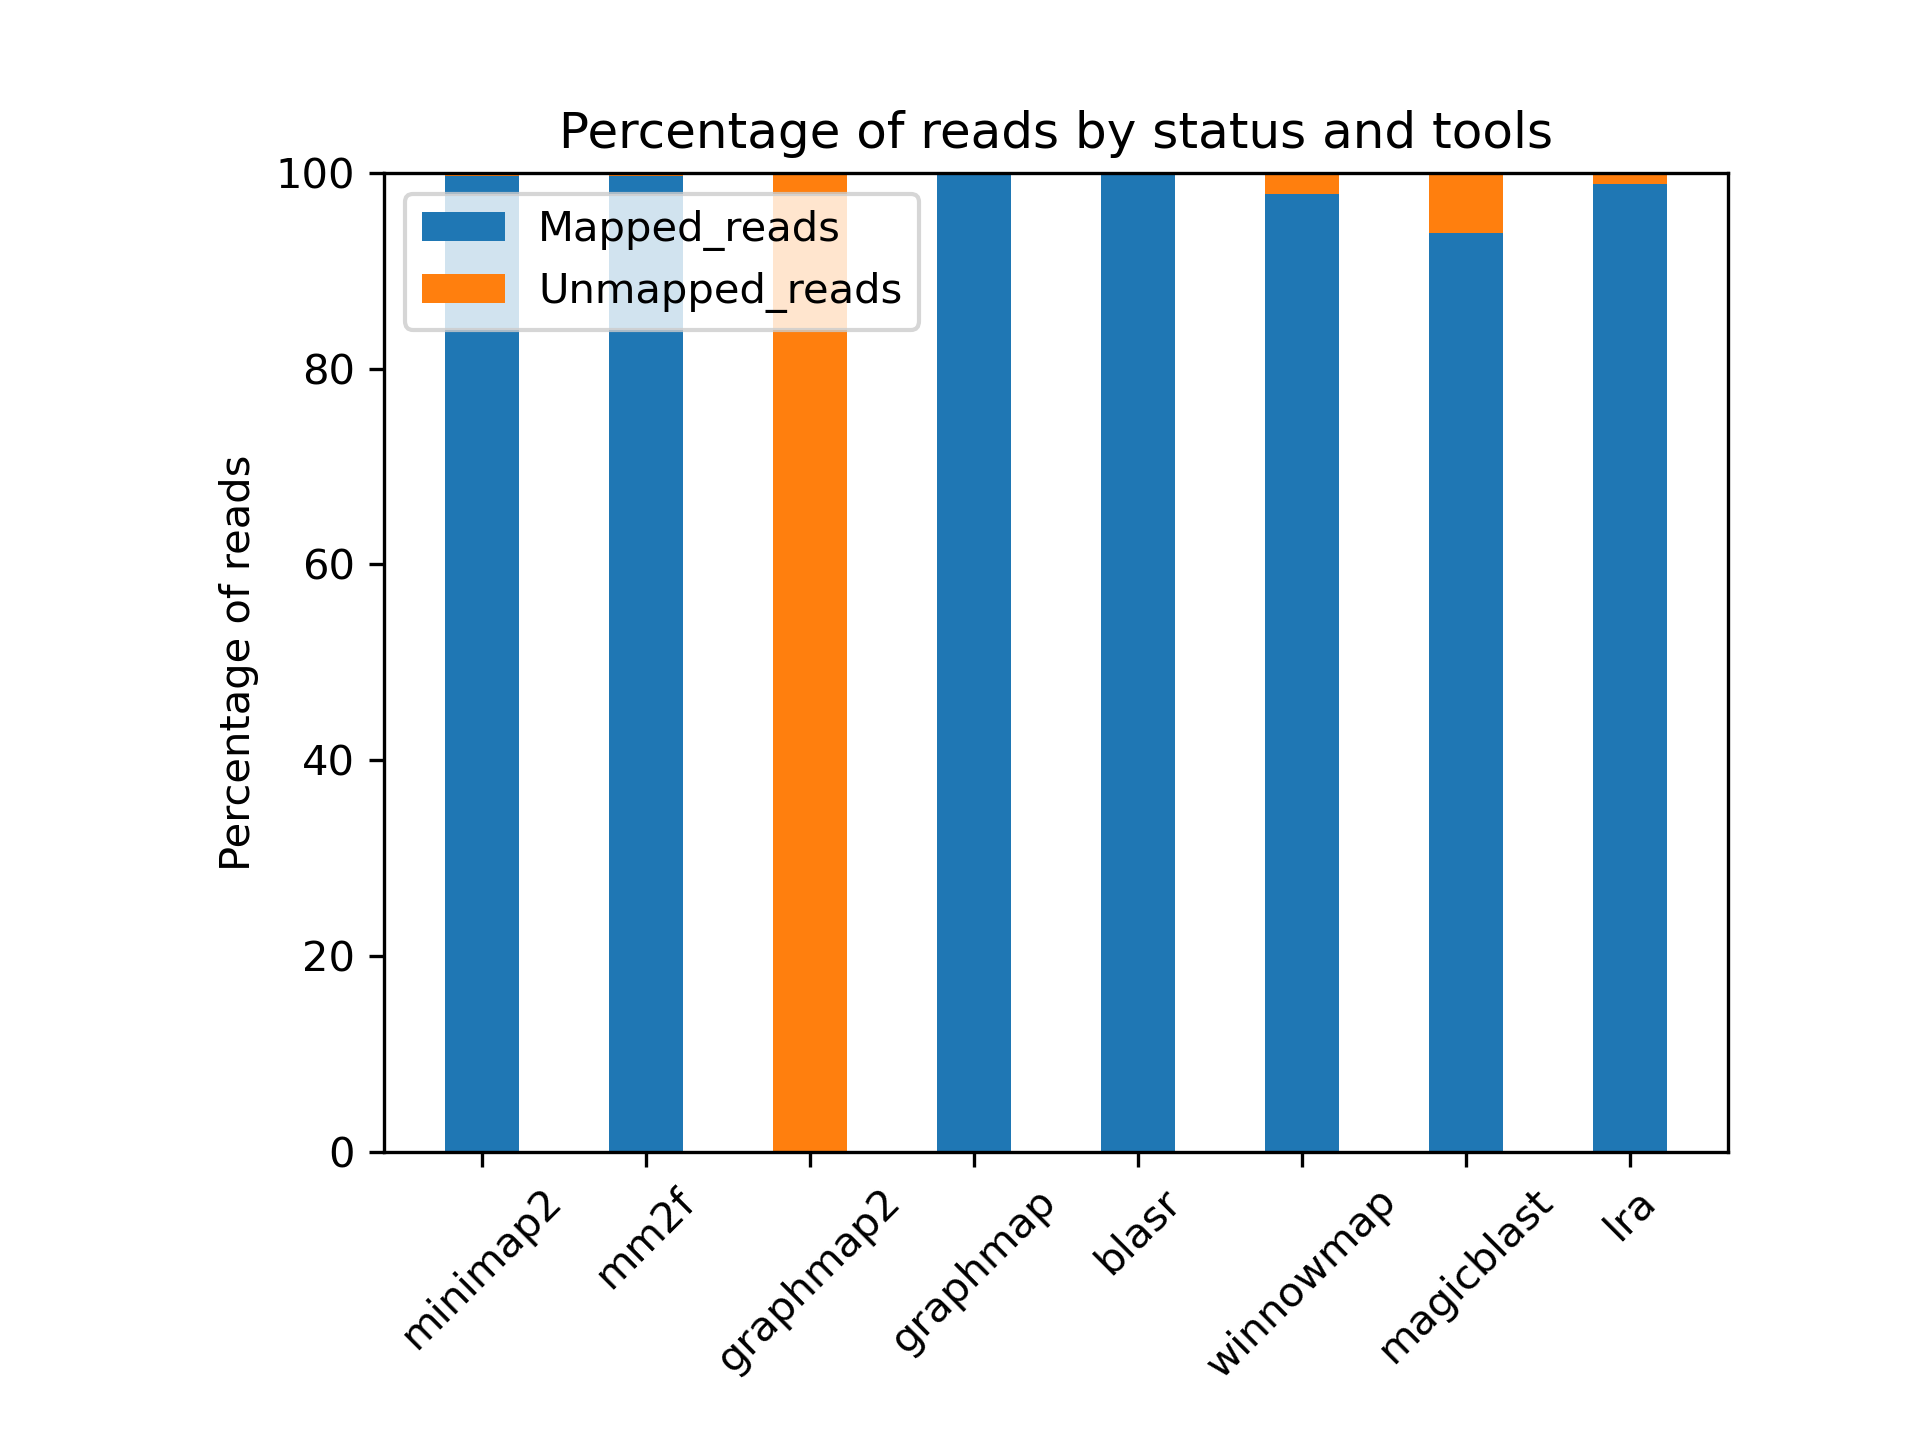 Percentage of reads by status and tools
Percentage of reads
100
80
60
40
20
0
Mapped_reads
Unmapped_reads
minimap2
mm2f
graphmap2
graphmap
blasr
winnowmap
magicblast
lra